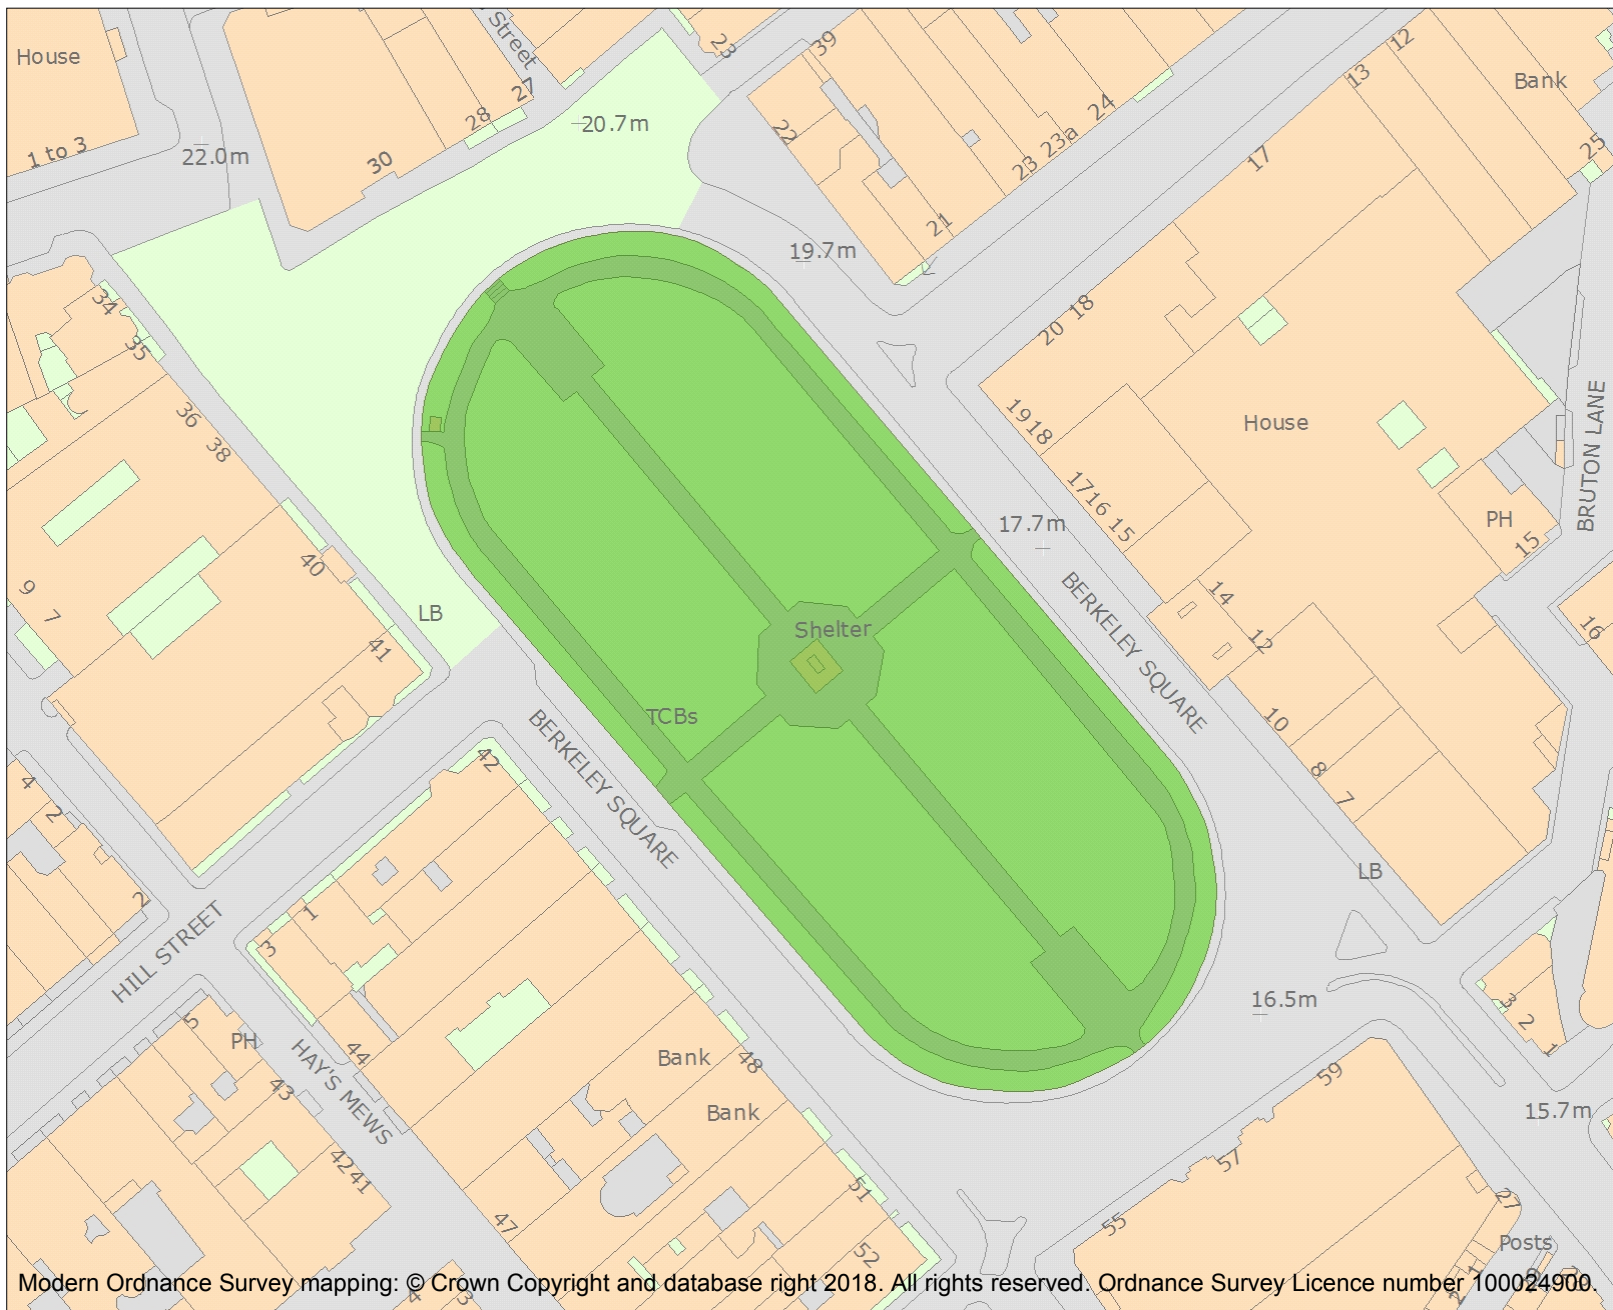 House
Street
23
39
12
13
Bank
27
28
20.7m
22
24
1 to 3
22.0m
30
23 23a
17
25
21
19.7m
34
35
20 18
36
38
1918
House
BRUTON LANE
1716 15
17.7m
PH
15
40
9
7
LB
41
Shelter
BERKELEY SQUARE
14
12
16
TCBs
BERKELEY SQUARE
10
42
4
2
8
7
LB
2
HILL STREET
1
3
16.5m
3
2
1
5
PH
HAY'S MEWS
44
43
Bank
48
Bank
59
15.7m
4241
57
51
47
55
27
52
Posts
Modern Ordnance Survey mapping: © Crown Copyright and database right 2018. All rights reserved. Ordnance Survey Licence number 100024900.
4
3